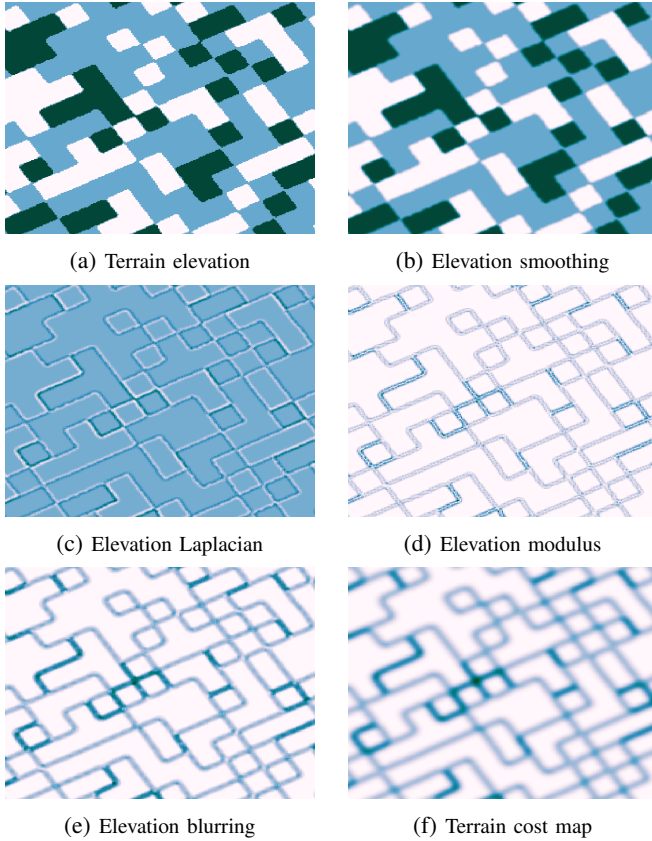 (a) Terrain elevation
(b) Elevation smoothing
(c) Elevation Laplacian
(d) Elevation modulus
(e) Elevation blurring
(f) Terrain cost map